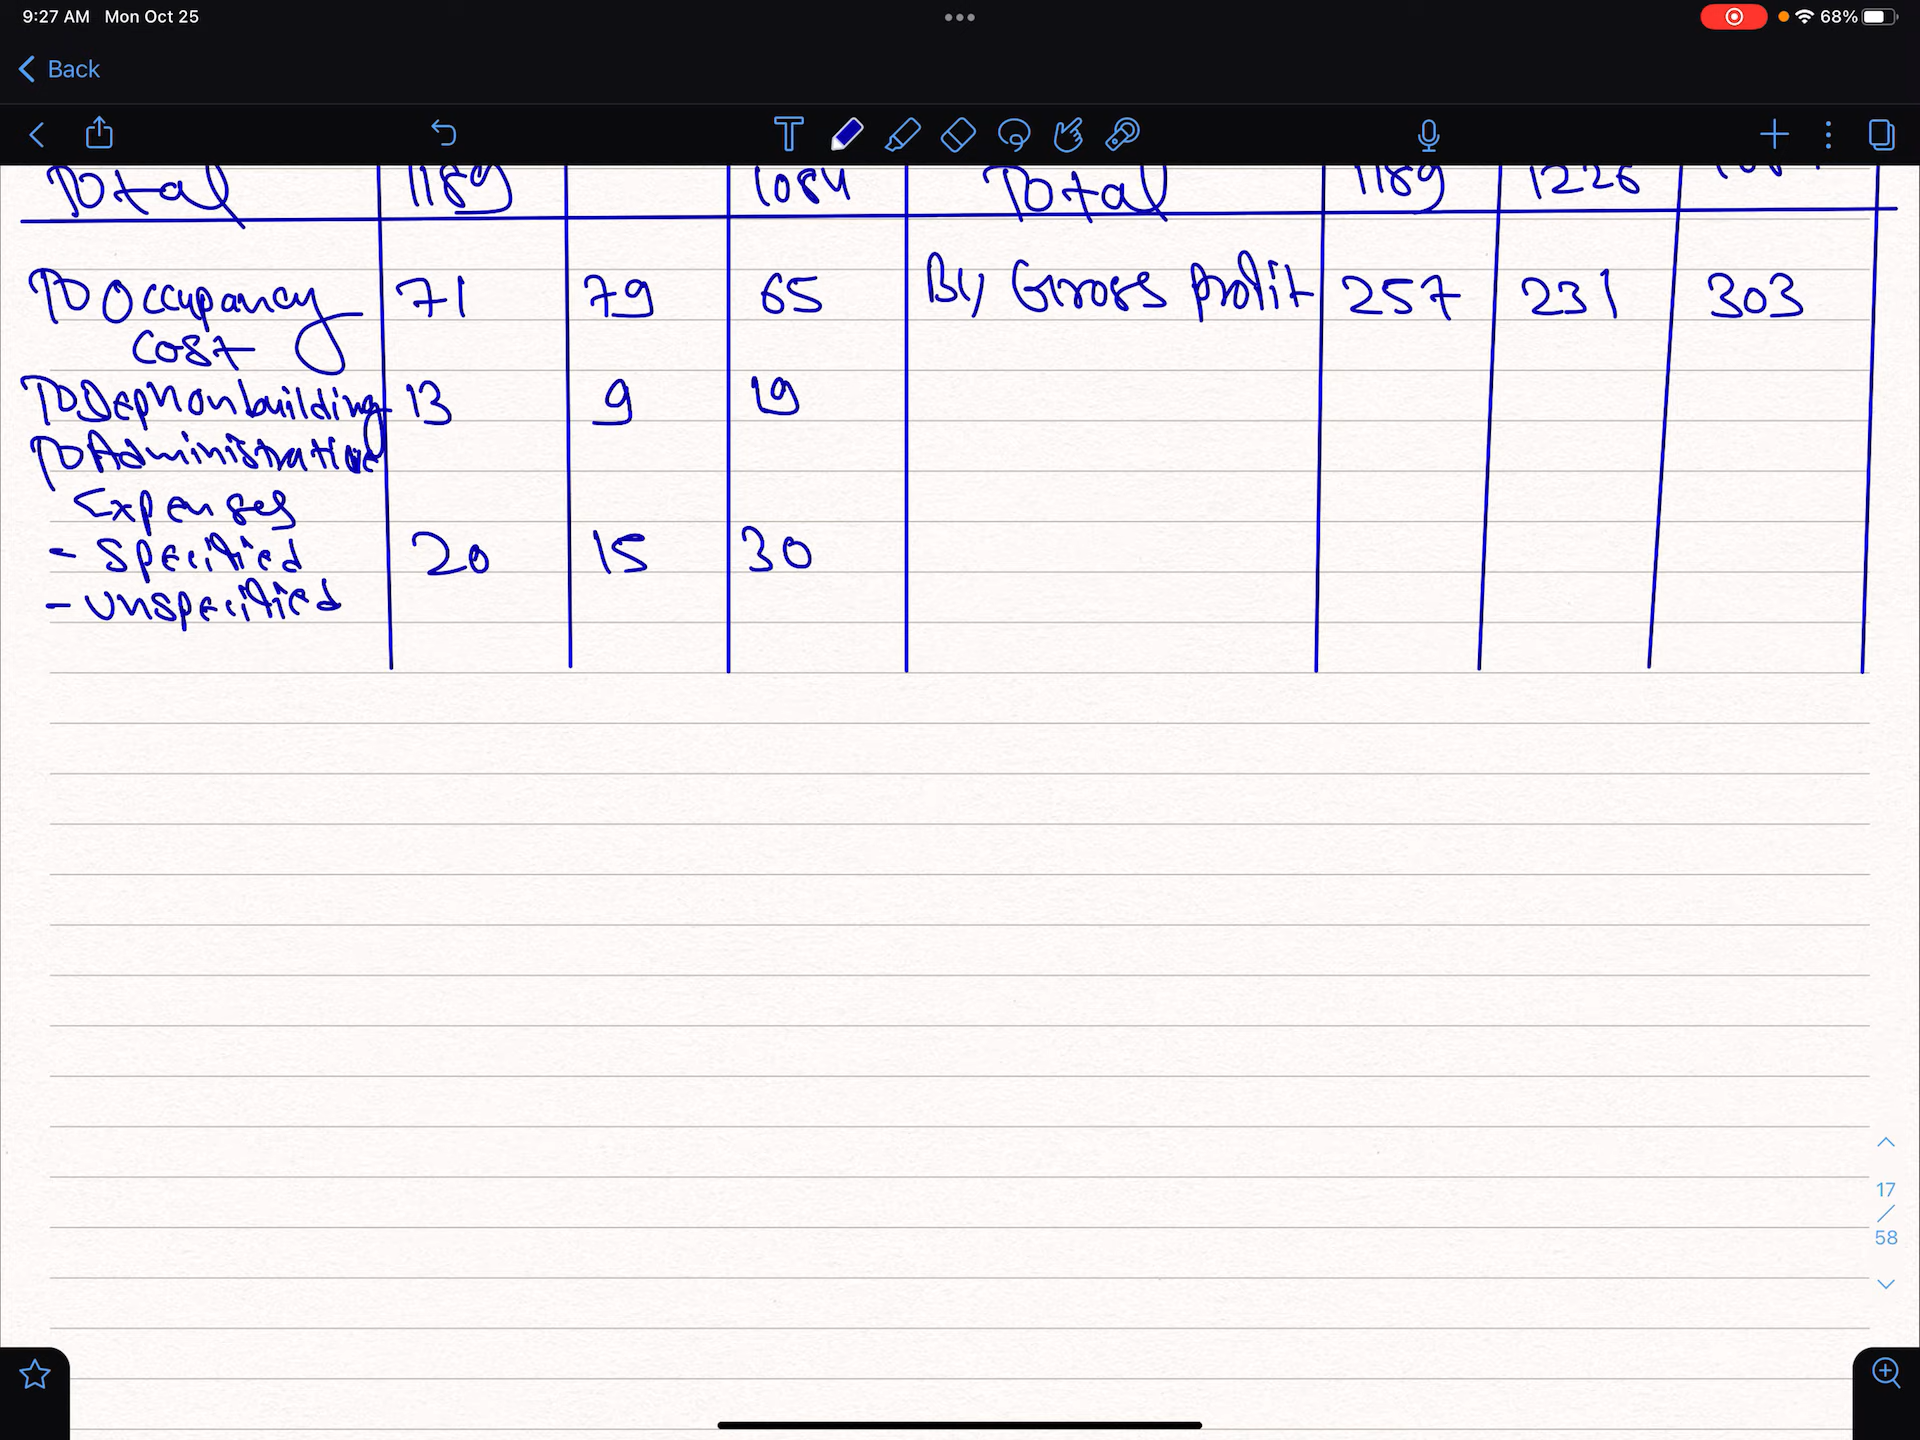 9:27 AM Mon Oct 25
68%
Back
Total 1189 1084 Total 1189 1226
To Occupancy 71 79 65 By Gross profit 257 231 303
cost
To Depn on building 13 9 19
To Administrative
Expenses
- Specified 20 15 30
- unspecified
17
/
58